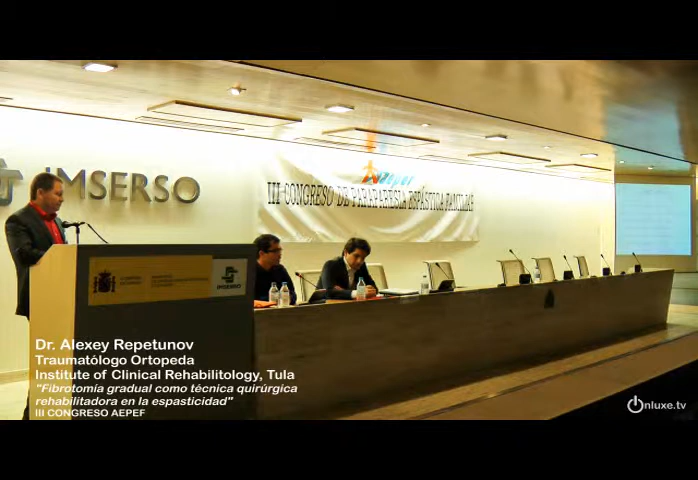 IMSERSO
Aepef
III CONGRESO DE PARAPARESIA ESPÁSTICA FAMILIAR
IMSERSO
Dr. Alexey Repetunov
Traumatólogo Ortopeda
Institute of Clinical Rehabilitology, Tula
"Fibrotomía gradual como técnica quirúrgica
rehabilitadora en la espasticidad"
III CONGRESO AEPEF
Onluxe.tv